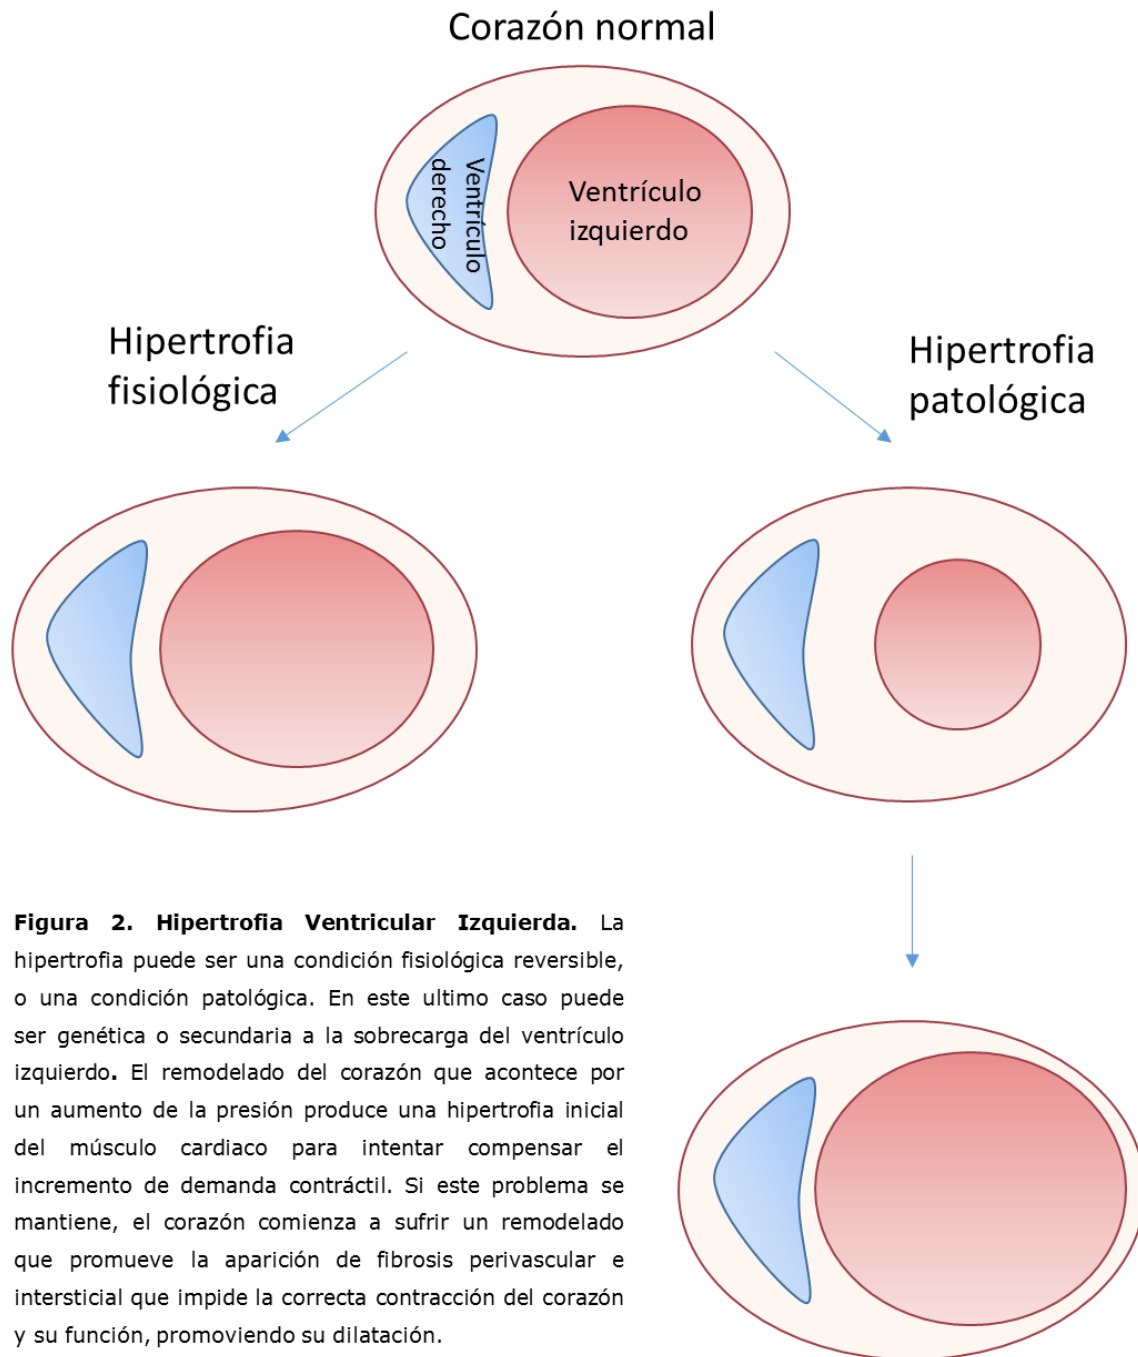 Corazón normal
Ventrículo
derecho
Ventrículo
izquierdo
Hipertrofia
fisiológica
Hipertrofia
patológica
Figura 2. Hipertrofia Ventricular Izquierda. La
hipertrofia puede ser una condición fisiológica reversible,
o una condición patológica. En este ultimo caso puede
ser genética o secundaria a la sobrecarga del ventrículo
izquierdo. El remodelado del corazón que acontece por
un aumento de la presión produce una hipertrofia inicial
del músculo cardiaco para intentar compensar el
incremento de demanda contráctil. Si este problema se
mantiene, el corazón comienza a sufrir un remodelado
que promueve la aparición de fibrosis perivascular e
intersticial que impide la correcta contracción del corazón
y su función, promoviendo su dilatación.